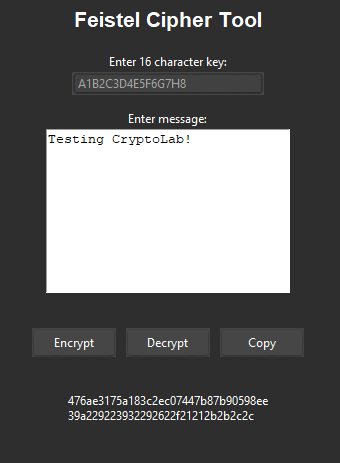 Feistel Cipher Tool
Enter 16 character key:
A1B2C3D4E5F6G7H8
Enter message:
Testing CryptoLab!
Encrypt Decrypt Copy
476ae3175a183c2ec07447b87b90598ee
39a229223932292622f21212b2b2c2c